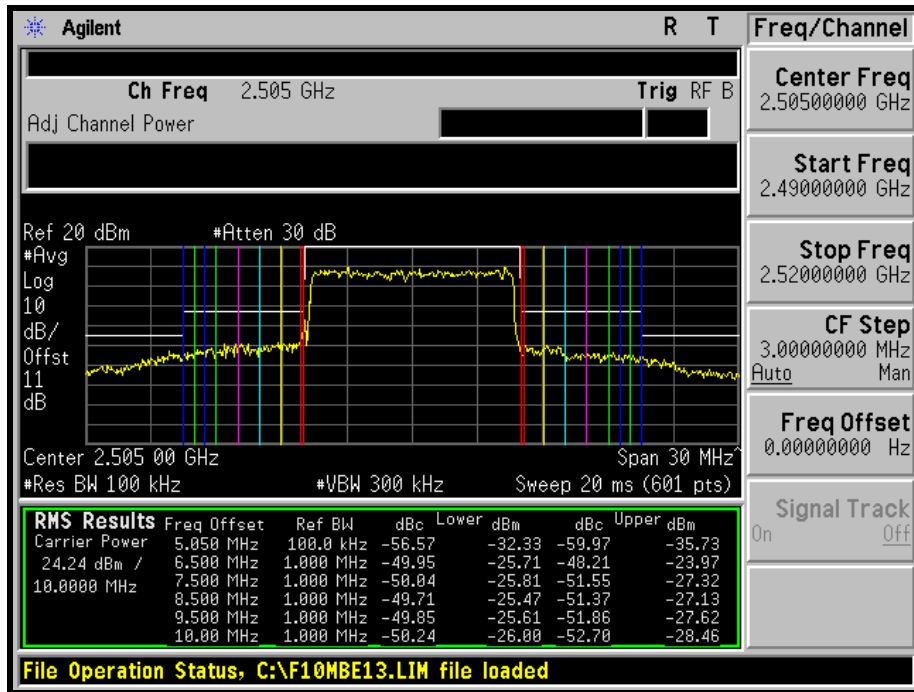 Agilent R T Freq/Channel
Ch Freq 2.505 GHz Trig RF B
Adj Channel Power
Center Freq
2.50500000 GHz
Start Freq
2.49000000 GHz
Stop Freq
2.52000000 GHz
CF Step
3.00000000 MHz
Auto Man
Freq Offset
0.00000000 Hz
Signal Track
On Off
Ref 20 dBm #Atten 30 dB
#Avg
Log
10
dB/
Offst
11
dB
Center 2.505 00 GHz Span 30 MHz^
#Res BW 100 kHz #VBW 300 kHz Sweep 20 ms (601 pts)
RMS Results Freq Offset Ref BW dBc Lower dBm dBc Upper dBm
Carrier Power 5.050 MHz 100.0 kHz -56.57 -32.33 -59.97 -35.73
24.24 dBm / 6.500 MHz 1.000 MHz -49.95 -25.71 -48.21 -23.97
10.0000 MHz 7.500 MHz 1.000 MHz -50.04 -25.81 -51.55 -27.32
8.500 MHz 1.000 MHz -49.71 -25.47 -51.37 -27.13
9.500 MHz 1.000 MHz -49.85 -25.61 -51.86 -27.62
10.00 MHz 1.000 MHz -50.24 -26.00 -52.70 -28.46
File Operation Status, C:\F10MBE13.LIM file loaded